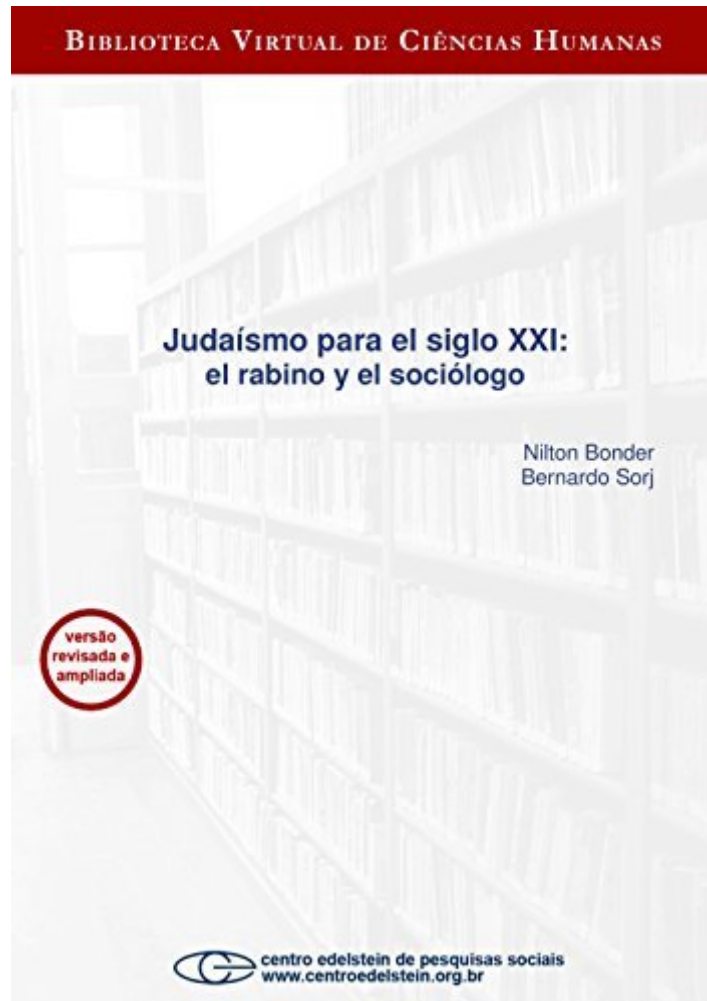 BIBLIOTECA VIRTUAL DE CIÊNCIAS HUMANAS
Judaísmo para el siglo XXI:
el rabino y el sociólogo
Nilton Bonder
Bernardo Sorj
versão
revisada e
ampliada
centro edelstein de pesquisas sociais
www.centroedelstein.org.br